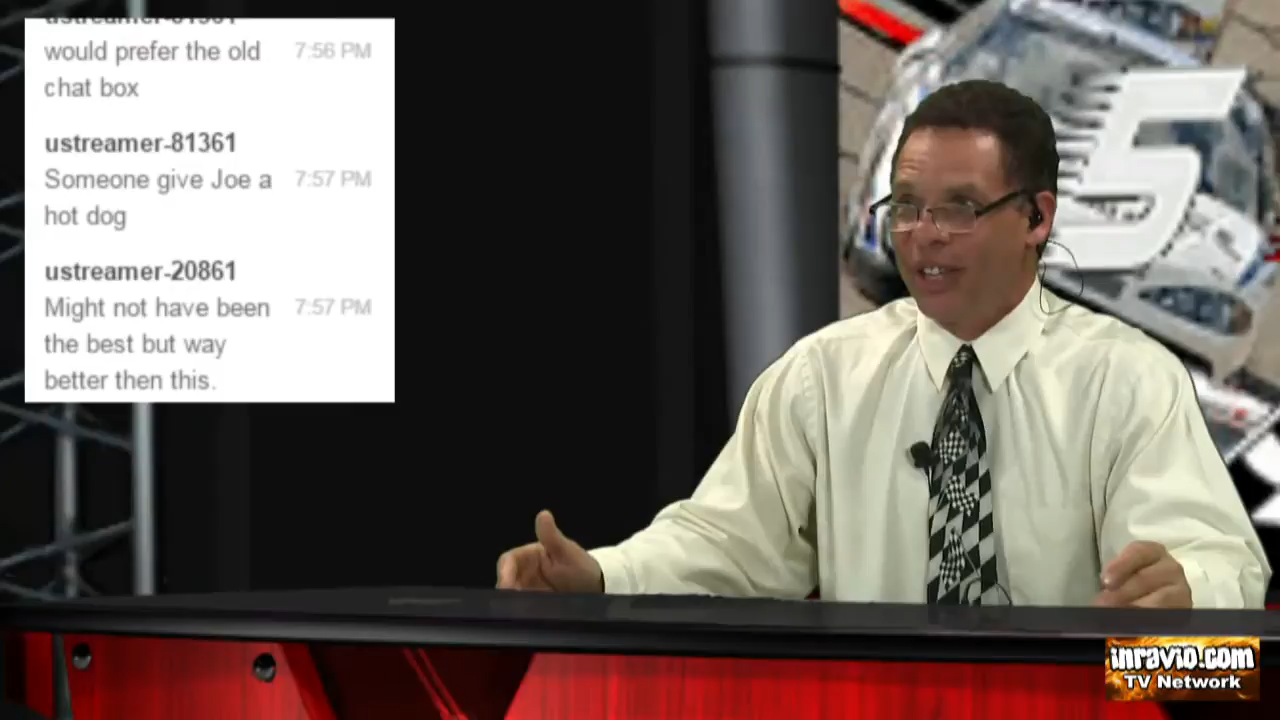 ustreamer-81361
would prefer the old 7:56 PM
chat box
ustreamer-81361
Someone give Joe a 7:57 PM
hot dog
ustreamer-20861
Might not have been 7:57 PM
the best but way
better then this.
5
inravio.com
TV Network